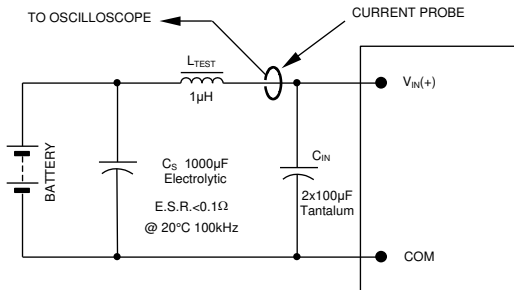 TO OSCILLOSCOPE
CURRENT PROBE
LTEST
1µH
VIN(+)
BATTERY
CS 1000µF
Electrolytic
E.S.R.<0.1Ω
@ 20°C 100kHz
CIN
2x100µF
Tantalum
COM